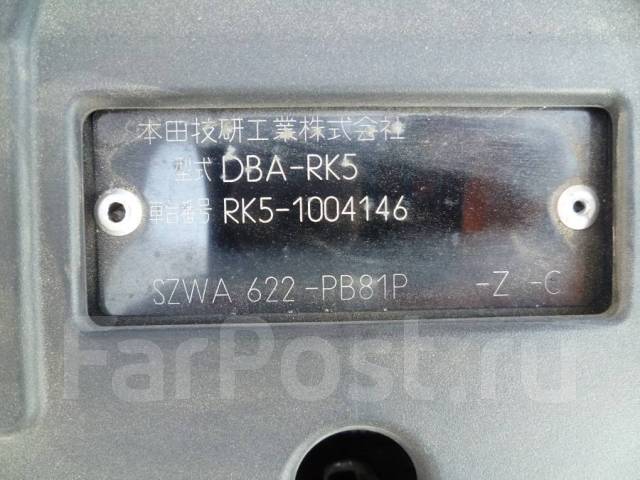 本田技研工業株式会社
型式 DBA-RK5
車台番号 RK5-1004146
SZWA 622-PB81P -Z -C
FarPost.ru